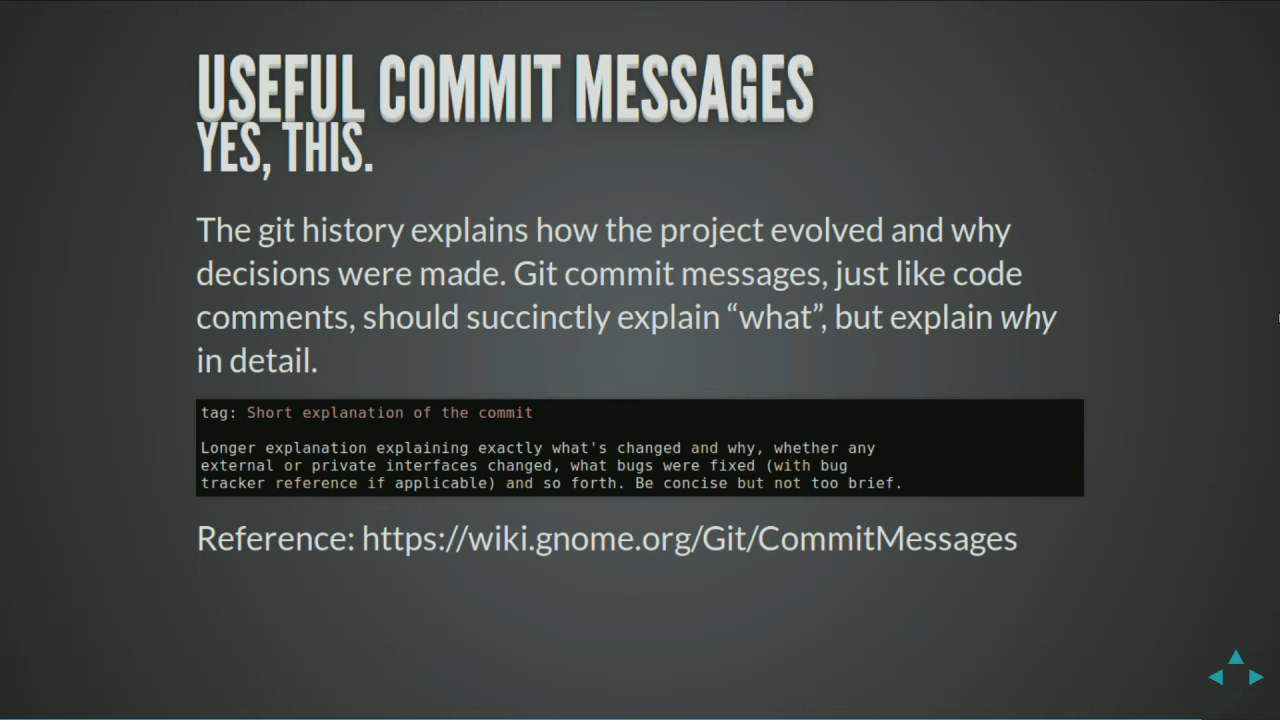 USEFUL COMMIT MESSAGES
YES, THIS.
The git history explains how the project evolved and why
decisions were made. Git commit messages, just like code
comments, should succinctly explain “what”, but explain why
in detail.
tag: Short explanation of the commit
Longer explanation explaining exactly what's changed and why, whether any
external or private interfaces changed, what bugs were fixed (with bug
tracker reference if applicable) and so forth. Be concise but not too brief.
Reference: https://wiki.gnome.org/Git/CommitMessages